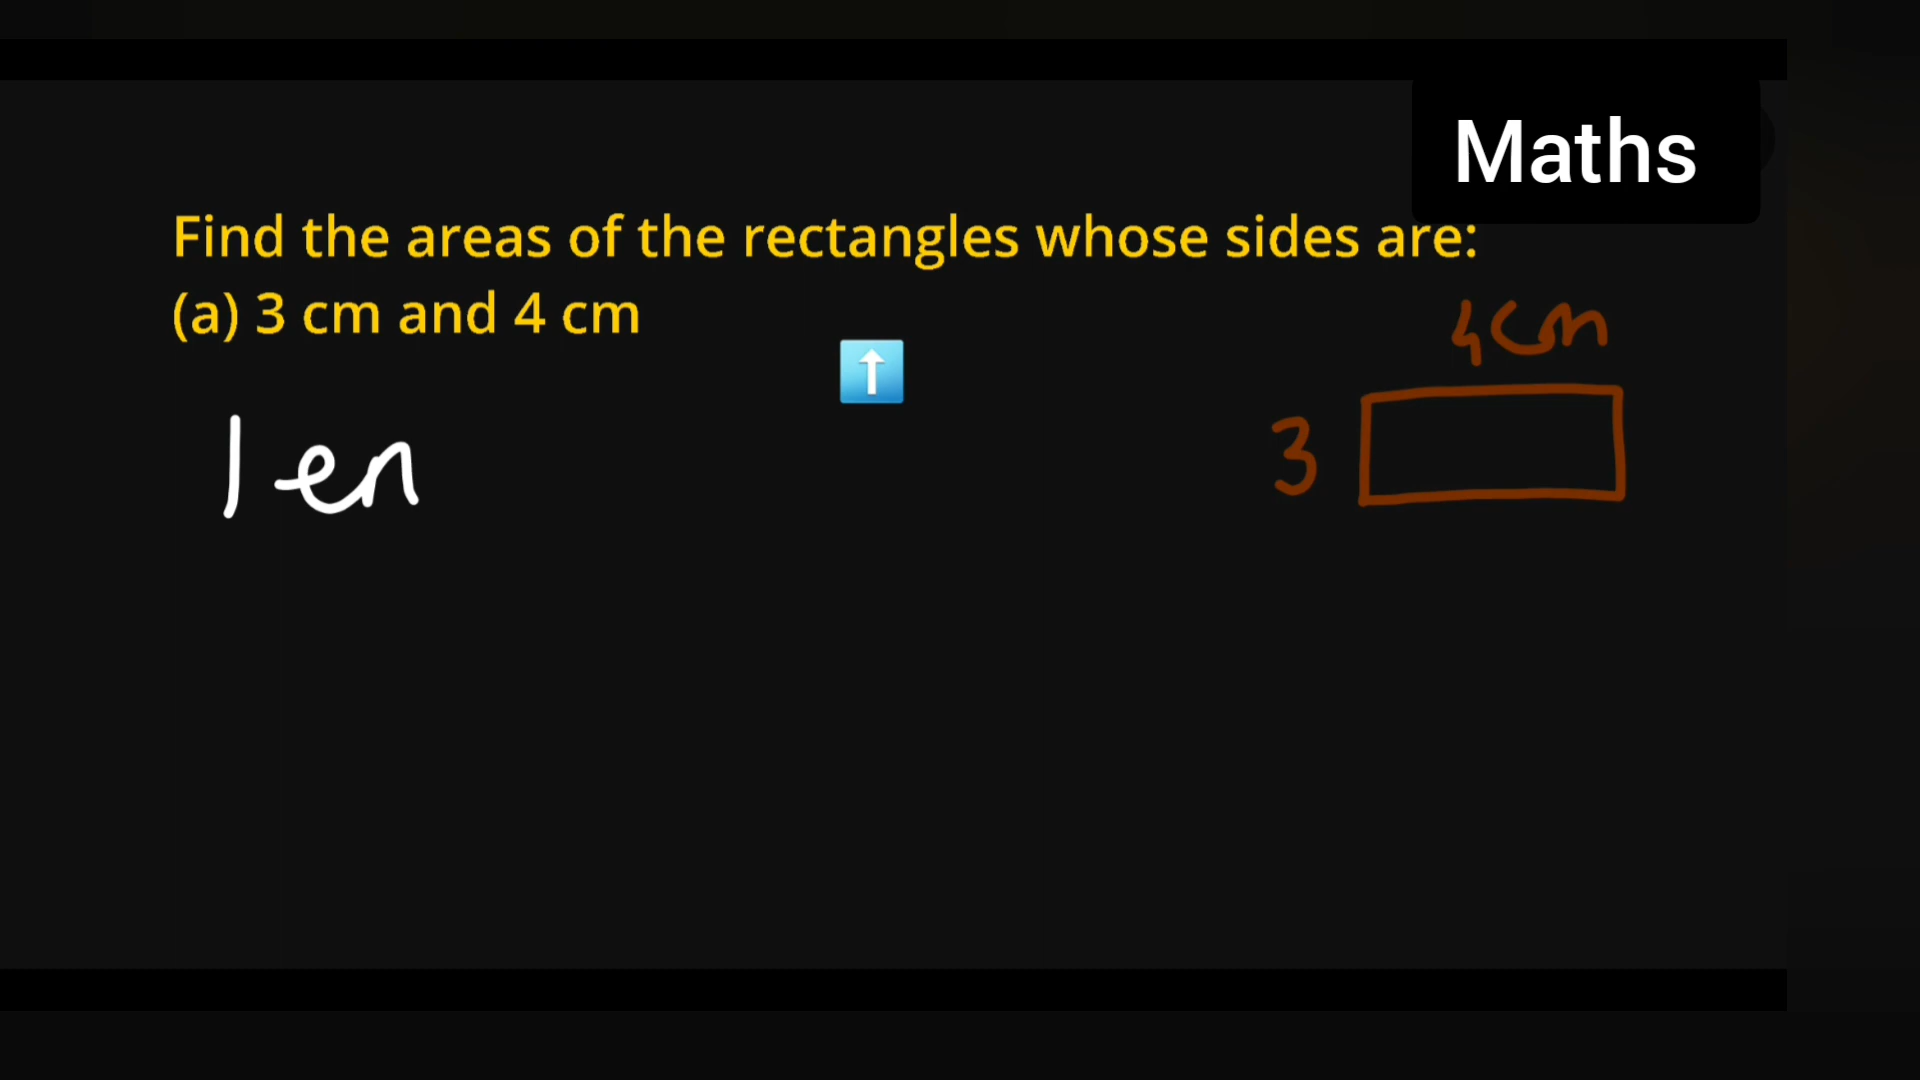 Maths
Find the areas of the rectangles whose sides are:
(a) 3 cm and 4 cm
4cm
len
3